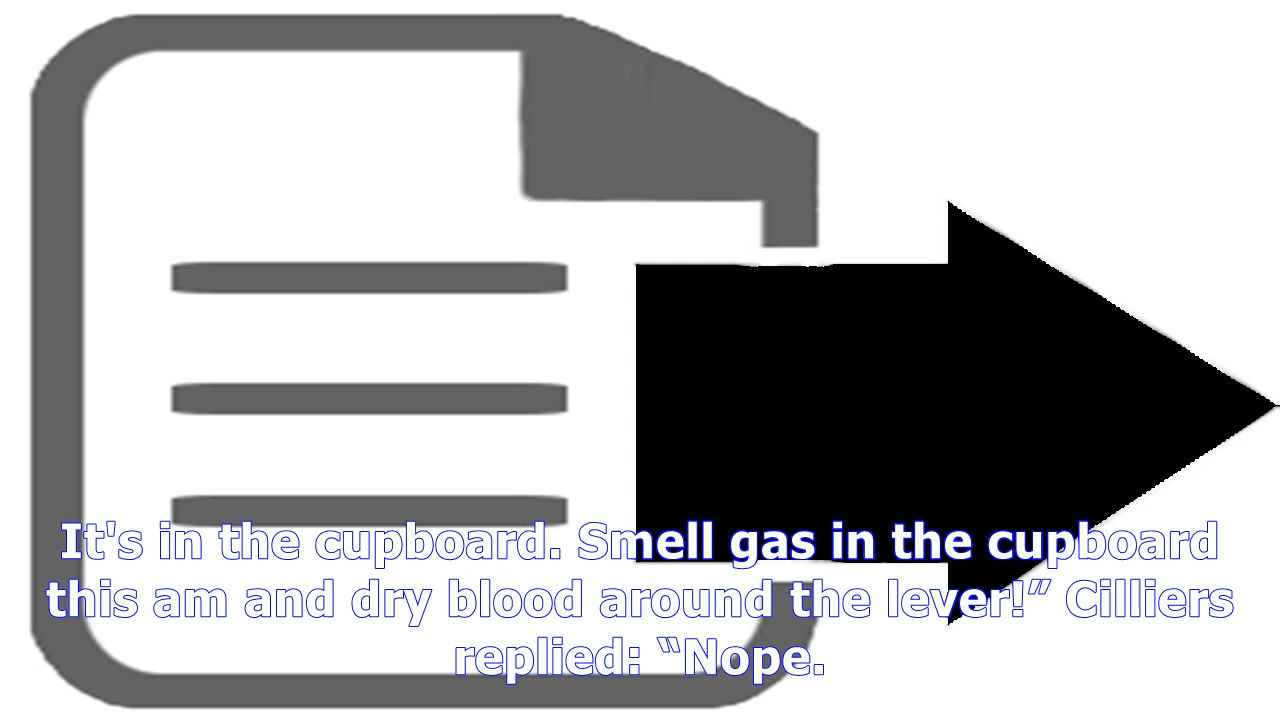 It's in the cupboard. Smell gas in the cupboard
this am and dry blood around the lever!” Cilliers
replied: “Nope.